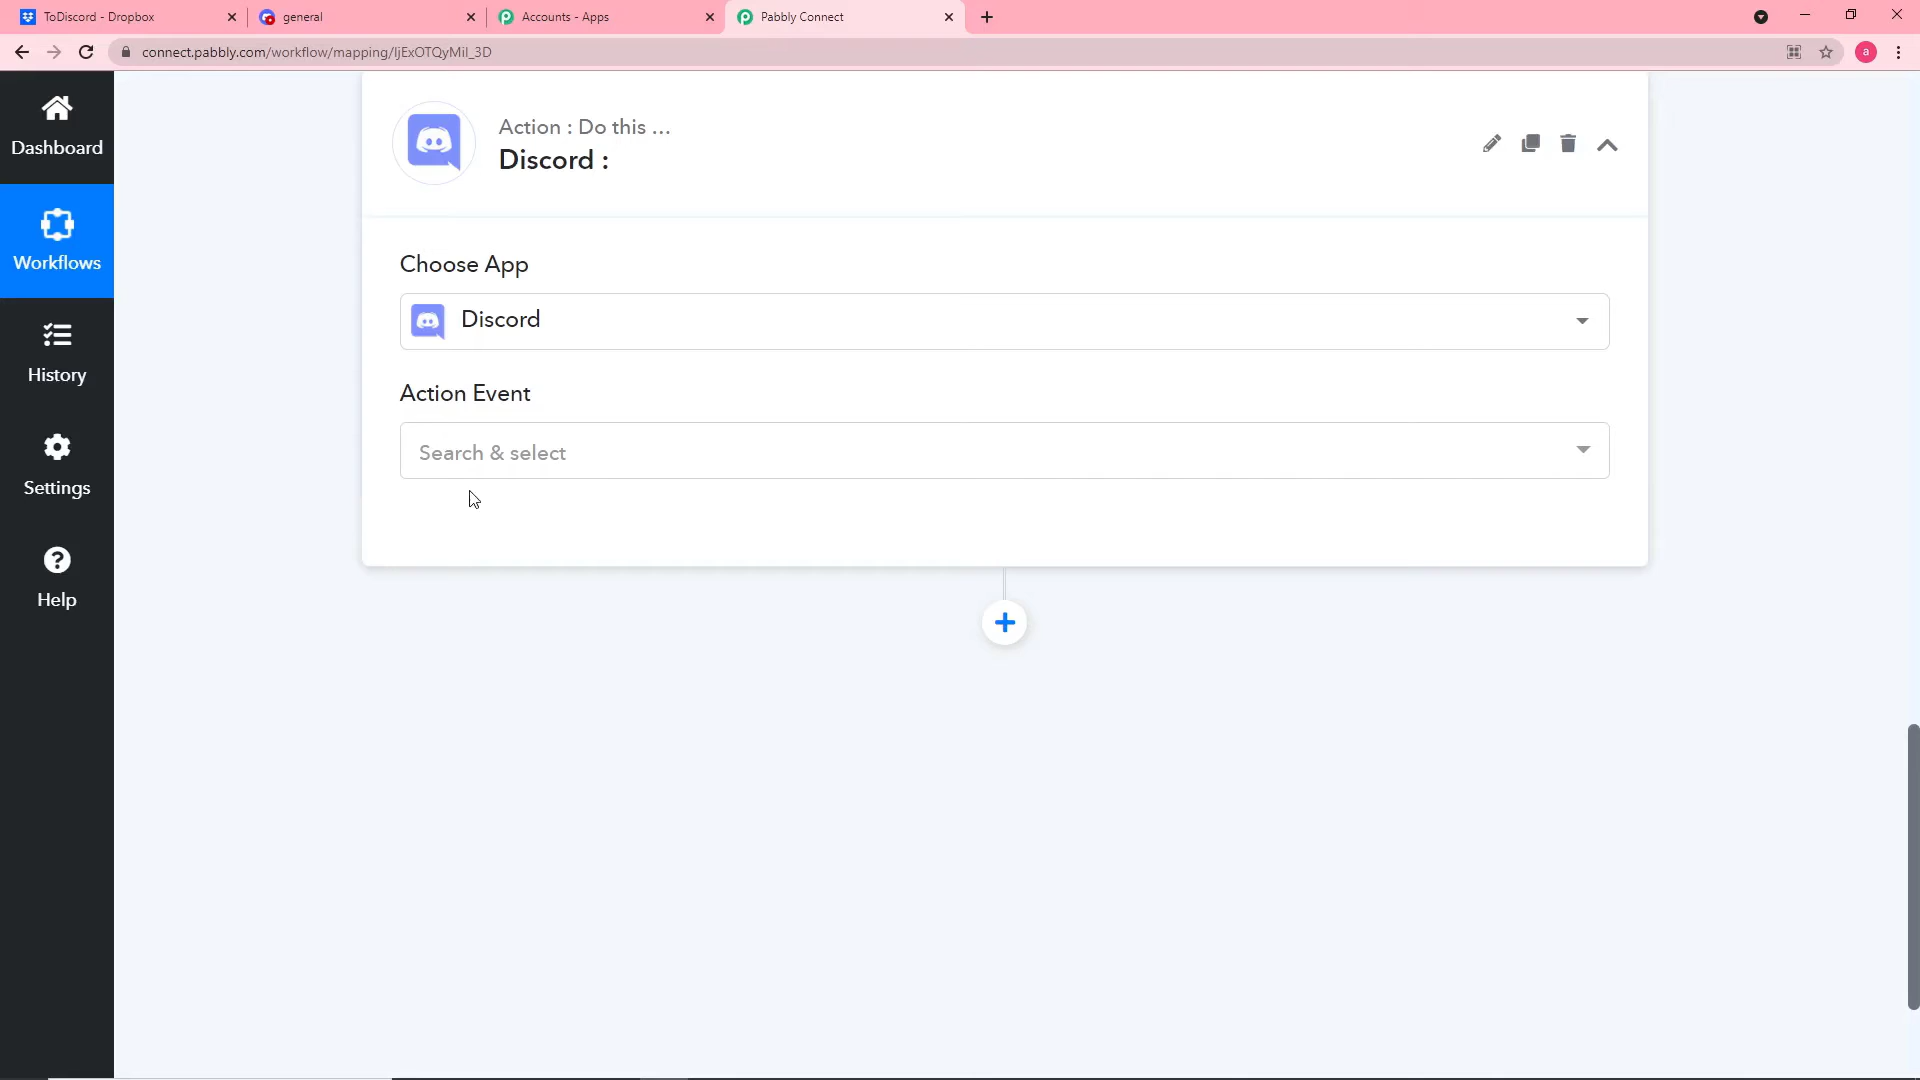 ToDiscord - Dropbox
general
Accounts - Apps
Pabbly Connect
connect.pabbly.com/workflow/mapping/IjExOTQyMiI_3D
a
Dashboard
Workflows
History
Settings
Help
Action : Do this ...
Discord :
Choose App
Discord
Action Event
Search & select